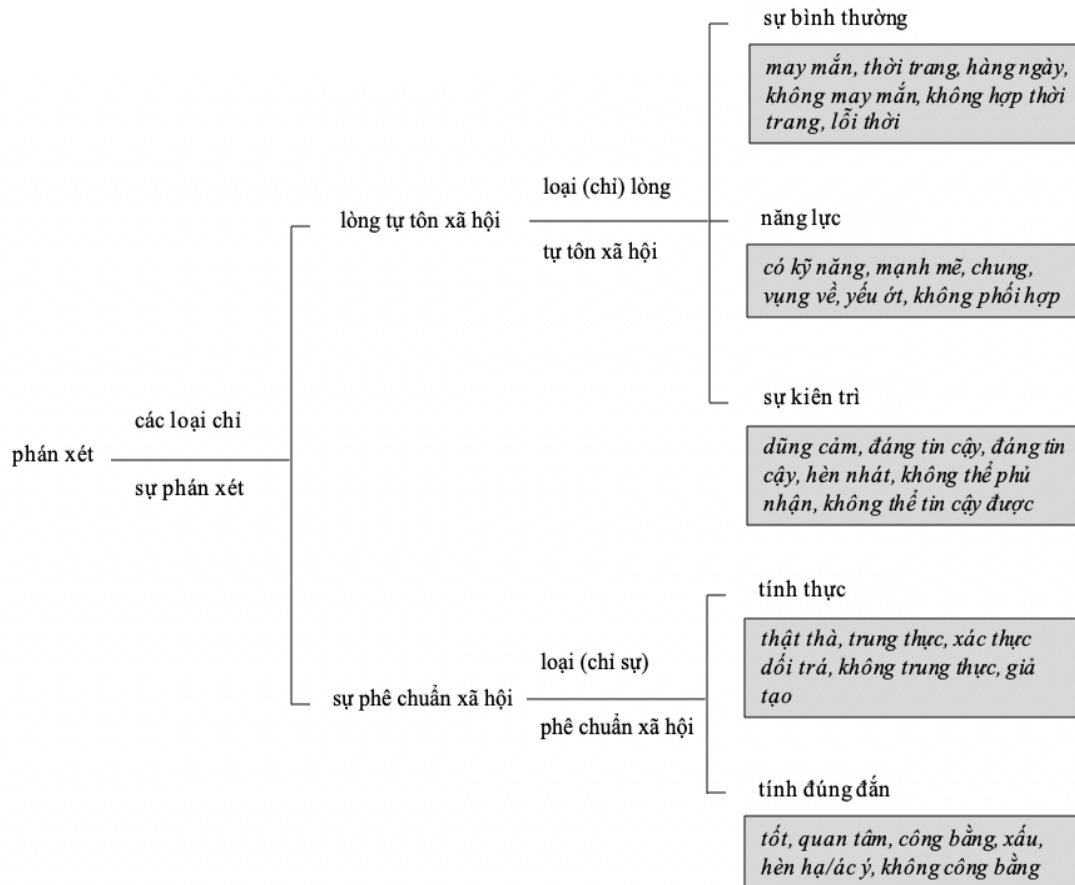 sự bình thường
may mắn, thời trang, hàng ngày,
không may mắn, không hợp thời
trang, lỗi thời
loại (chỉ) lòng
lòng tự tôn xã hội
tự tôn xã hội
năng lực
có kỹ năng, mạnh mẽ, chung,
vụng về, yếu ớt, không phối hợp
sự kiên trì
dũng cảm, đáng tin cậy, đáng tin
cậy, hèn nhát, không thể phủ
nhận, không thể tin cậy được
các loại chỉ
phán xét
sự phán xét
tính thực
thật thà, trung thực, xác thực
dối trá, không trung thực, giả
tạo
loại (chỉ sự)
sự phê chuẩn xã hội
phê chuẩn xã hội
tính đúng đắn
tốt, quan tâm, công bằng, xấu,
hèn hạ/ác ý, không công bằng